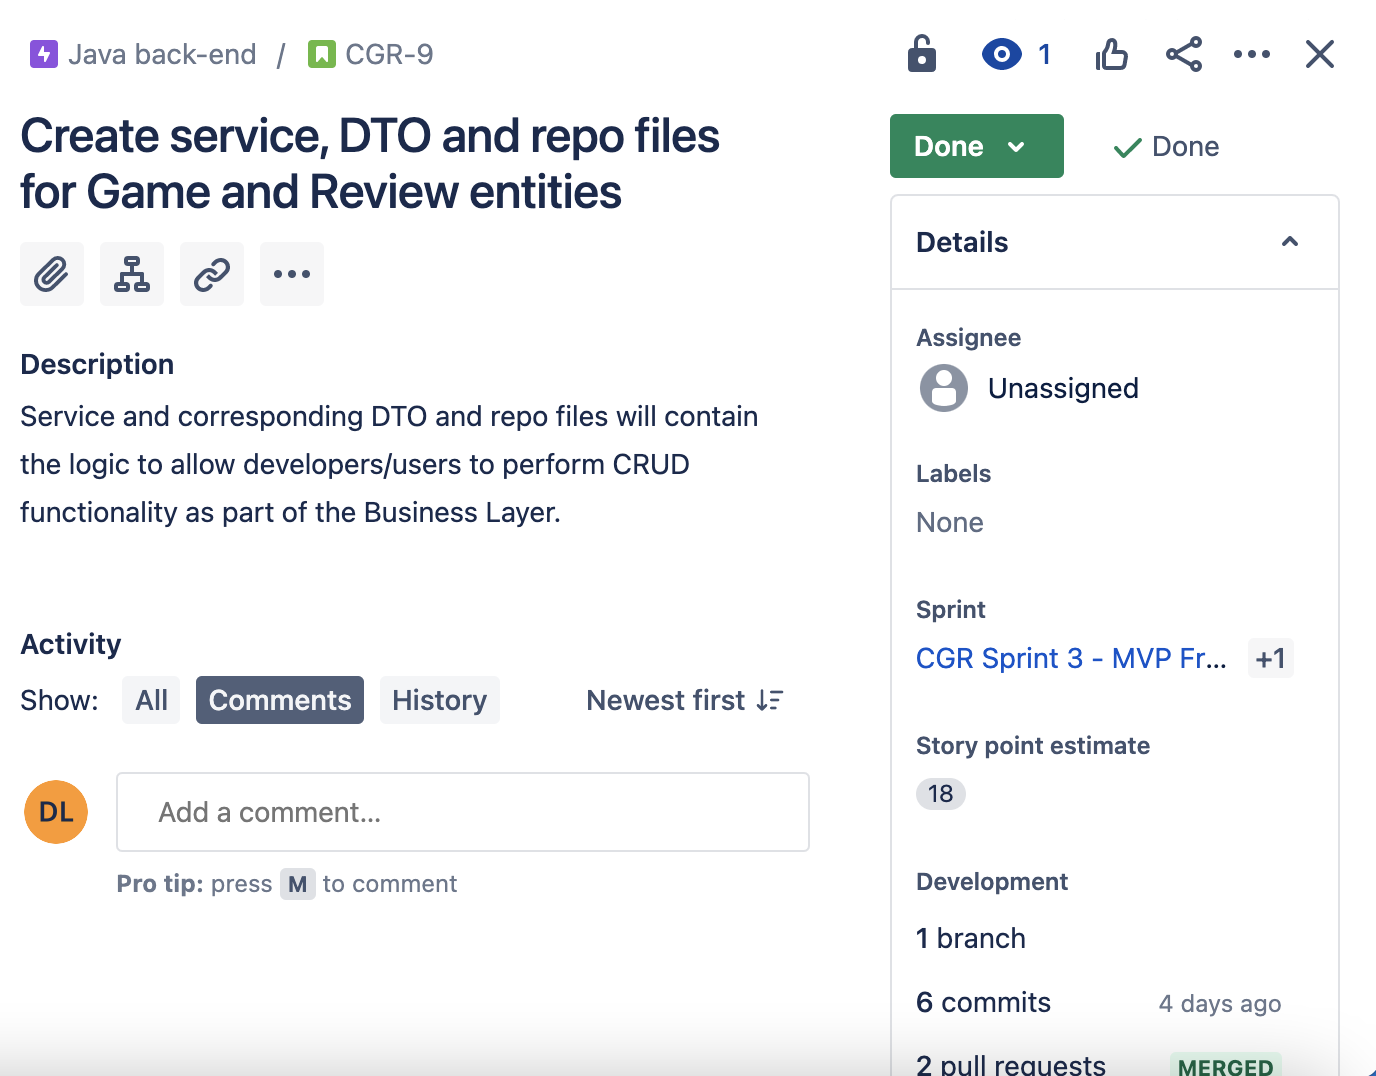 Java back-end / CGR-9
1
Create service, DTO and repo files
for Game and Review entities
Description
Service and corresponding DTO and repo files will contain
the logic to allow developers/users to perform CRUD
functionality as part of the Business Layer.
Activity
Show: All Comments History Newest first
DL Add a comment...
Pro tip: press M to comment
Done Done
Details
Assignee
Unassigned
Labels
None
Sprint
CGR Sprint 3 - MVP Fr... +1
Story point estimate
18
Development
1 branch
6 commits 4 days ago
2 pull requests MERGED